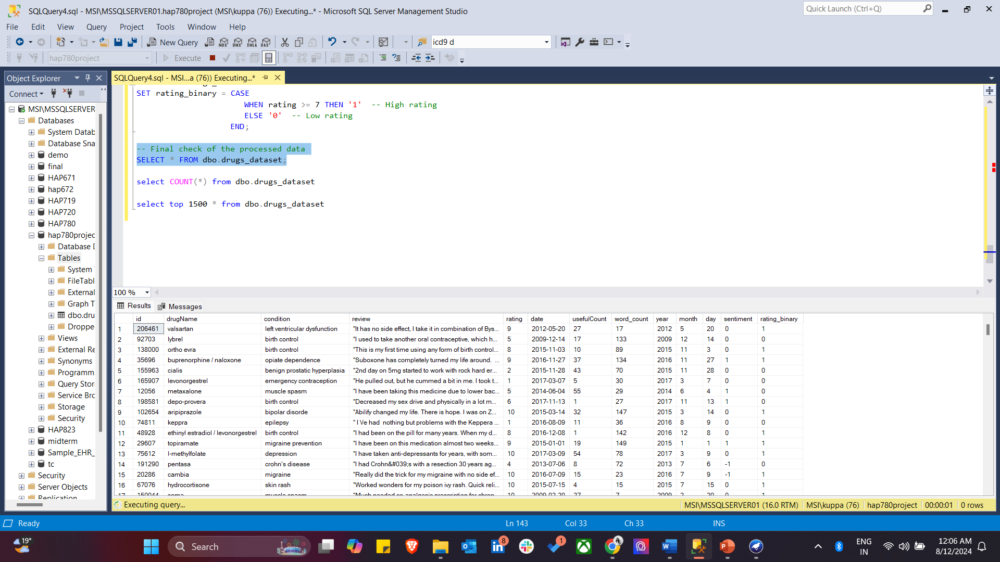 SQLQuery4.sql - MSI\MSSQLSERVER01.hap780project (MSI\kuppa (76)) Executing...* - Microsoft SQL Server Management Studio
Quick Launch (Ctrl+Q)
File Edit View Query Project Tools Window Help
New Query MDX DMX XMLA DAX icd9 d
hap780project Execute
Object Explorer
SQLQuery4.sql - MSI...a (76)) Executing...*
Connect
MSI\MSSQLSERVER
Databases
System Datab
Database Sna
demo
final
HAP671
hap672
HAP719
HAP720
HAP780
hap780projec
Database D
Tables
System
FileTabl
External
Graph T
dbo.dru
Droppe
Views
External Re
Synonyms
Programm
Query Stor
Service Bro
Storage
Security
HAP823
midterm
Sample_EHR_
tc
Security
Server Objects
Replication
SET rating_binary = CASE
WHEN rating >= 7 THEN '1' -- High rating
ELSE '0' -- Low rating
END;
-- Final check of the processed data
SELECT * FROM dbo.drugs_dataset;
select COUNT(*) from dbo.drugs_dataset
select top 1500 * from dbo.drugs_dataset
100 %
Results Messages
id drugName condition review rating date usefulCount word_count year month day sentiment rating_binary
1 206461 valsartan left ventricular dysfunction "It has no side effect, I take it in combination of Bys... 9 2012-05-20 27 17 2012 5 20 0 1
2 92703 lybrel birth control "I used to take another oral contraceptive, which h... 5 2009-12-14 17 133 2009 12 14 0 0
3 138000 ortho evra birth control "This is my first time using any form of birth control... 8 2015-11-03 10 89 2015 11 3 0 1
4 35696 buprenorphine / naloxone opiate dependence "Suboxone has completely turned my life around. ... 9 2016-11-27 37 134 2016 11 27 1 1
5 155963 cialis benign prostatic hyperplasia "2nd day on 5mg started to work with rock hard er... 2 2015-11-28 43 70 2015 11 28 0 0
6 165907 levonorgestrel emergency contraception "He pulled out, but he cummed a bit in me. I took t... 1 2017-03-07 5 30 2017 3 7 0 0
7 12056 metaxalone muscle spasm "I have been taking this medicine due to lower bac... 5 2014-06-04 55 29 2014 6 4 1 0
8 198581 depo-provera birth control "Decreased my sex drive and physically in a lot m... 6 2017-11-13 1 27 2017 11 13 1 0
9 102654 aripiprazole bipolar disorde "Abilify changed my life. There is hope. I was on Z... 10 2015-03-14 32 147 2015 3 14 0 1
10 74811 keppra epilepsy " I Ve had nothing but problems with the Keppera ... 1 2016-08-09 11 36 2016 8 9 0 0
11 48928 ethinyl estradiol / levonorgestrel birth control "I had been on the pill for many years. When my d... 8 2016-12-08 1 142 2016 12 8 0 1
12 29607 topiramate migraine prevention "I have been on this medication almost two weeks... 9 2015-01-01 19 149 2015 1 1 1 1
13 75612 l-methylfolate depression "I have taken anti-depressants for years, with som... 10 2017-03-09 54 78 2017 3 9 0 1
14 191290 pentasa crohn's disease "I had Crohn&#039;s with a resection 30 years ag... 4 2013-07-06 8 72 2013 7 6 -1 0
15 20286 cambia migraine "Really did the trick for my migraine with no side ef... 10 2016-07-09 15 23 2016 7 9 -1 1
16 67076 hydrocortisone skin rash "Worked wonders for my poison ivy rash. Quick reli... 10 2015-07-15 4 15 2015 7 15 0 1
17 150044 soma muscle spasm 10 2009-02-20 27 7 2009 2 20 0 1
Executing query... MSI\MSSQLSERVER01 (16.0 RTM) MSI\kuppa (76) hap780project 00:00:01 0 rows
Ready Ln 143 Col 33 Ch 33 INS
19° Search 8 1 ENG IN 12:06 AM 8/12/2024